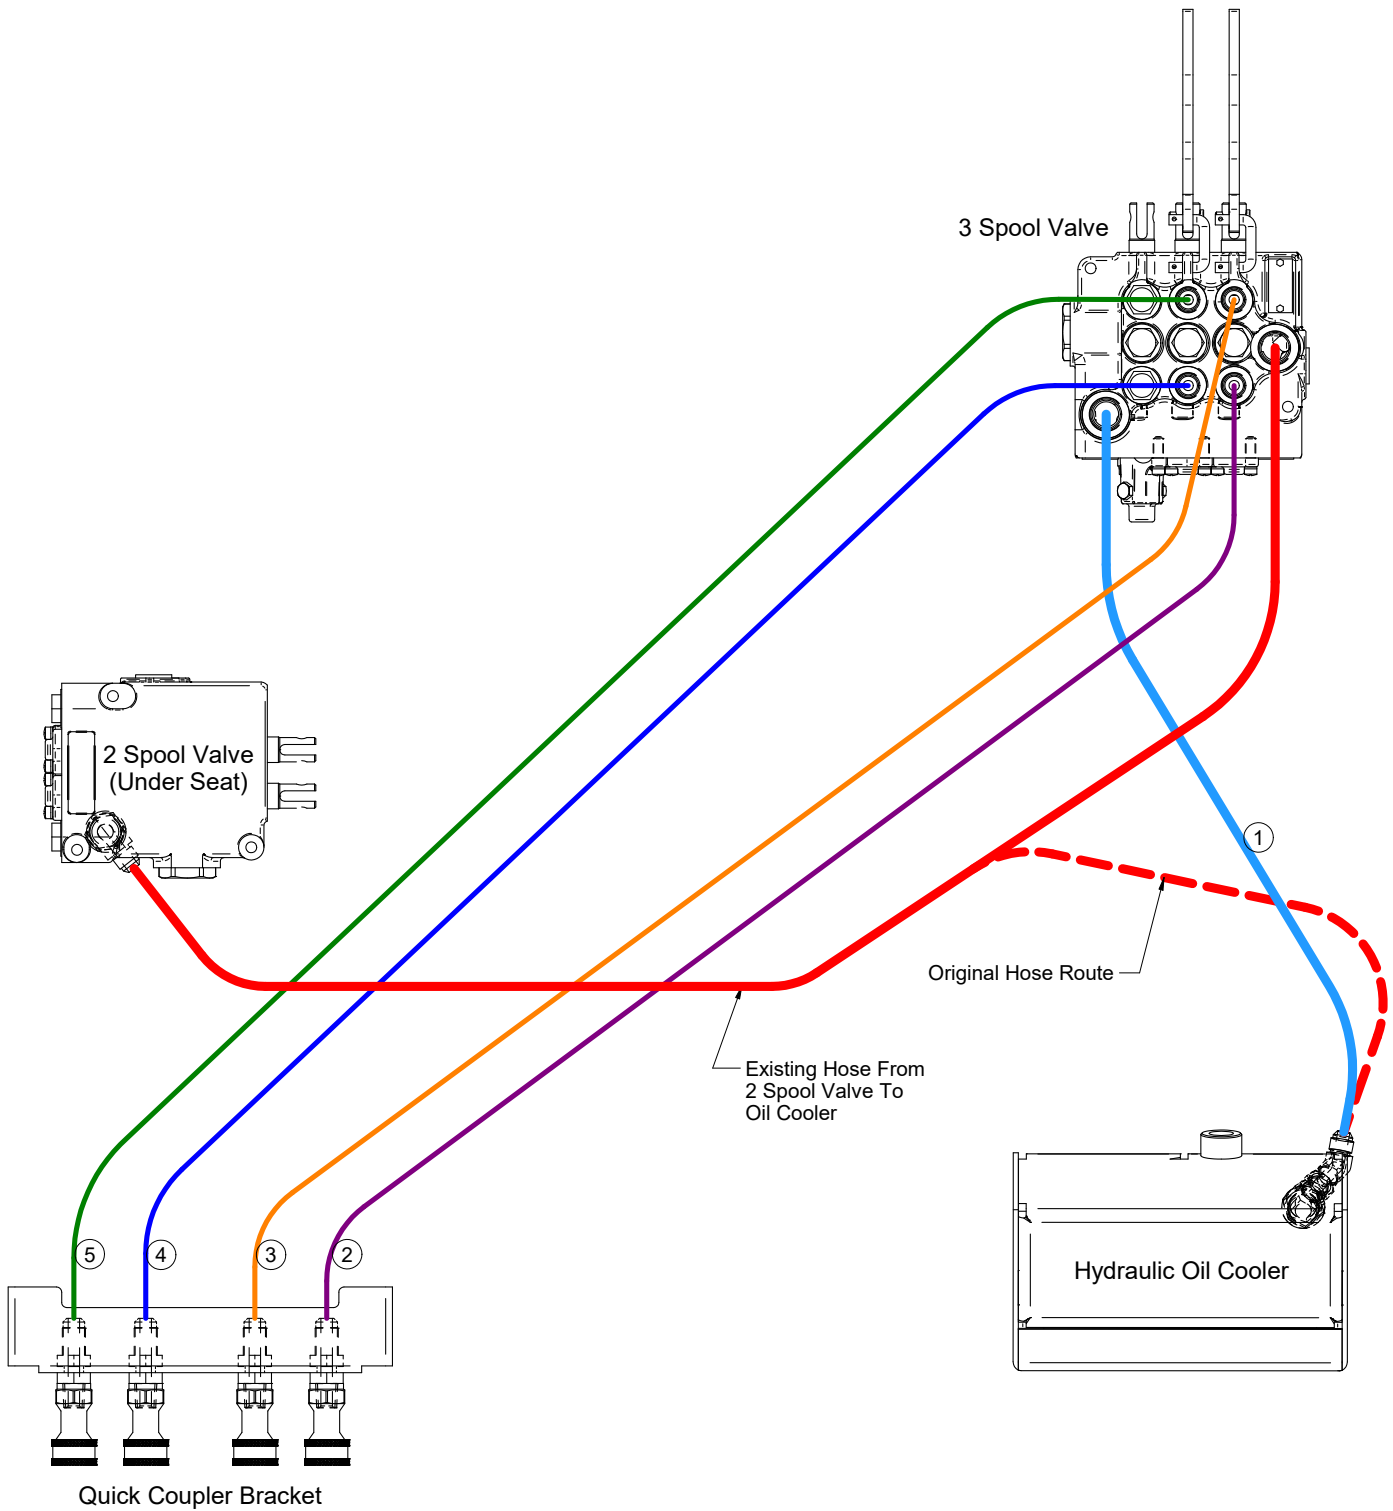 3 Spool Valve
2 Spool Valve
(Under Seat)
1
Original Hose Route
Existing Hose From
2 Spool Valve To
Oil Cooler
5
4
3
2
Hydraulic Oil Cooler
Quick Coupler Bracket